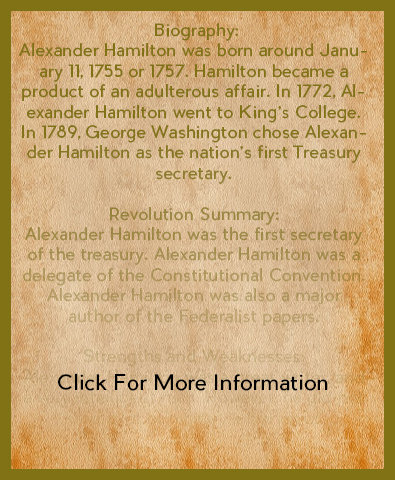 Biography:
Alexander Hamilton was born around Janu-
ary 11, 1755 or 1757. Hamilton became a
product of an adulterous affair. In 1772, Al-
exander Hamilton went to King's College.
In 1789, George Washington chose Alexan-
der Hamilton as the nation's first Treasury
secretary.
Revolution Summary:
Alexander Hamilton was the first secretary
of the treasury. Alexander Hamilton was a
delegate of the Constitutional Convention.
Alexander Hamilton was also a major
author of the Federalist papers.
Strengths and Weaknesses:
Click For More Information